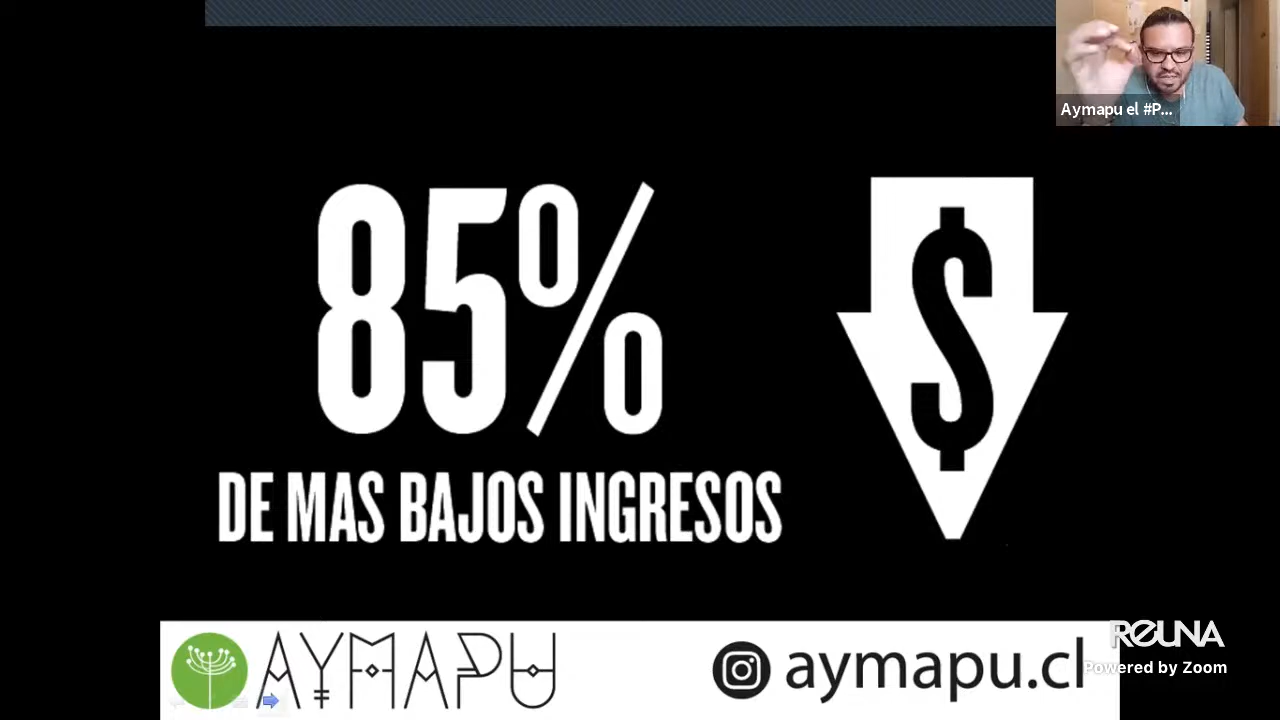 Aymapu el #P...
85%
$
DE MAS BAJOS INGRESOS
AYMAPU
aymapu.cl
REUNA
Powered by Zoom